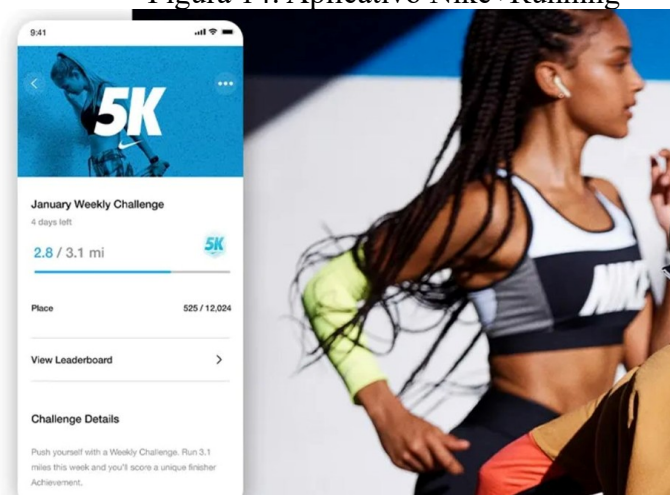 Figura 14. Aplicativo Nike+Running
9:41
5K
January Weekly Challenge
4 days left
2.8 / 3.1 mi
5K
Place 525 / 12,024
View Leaderboard
Challenge Details
Push yourself with a Weekly Challenge. Run 3.1
miles this week and you'll score a unique finisher
Achievement.
NIKE